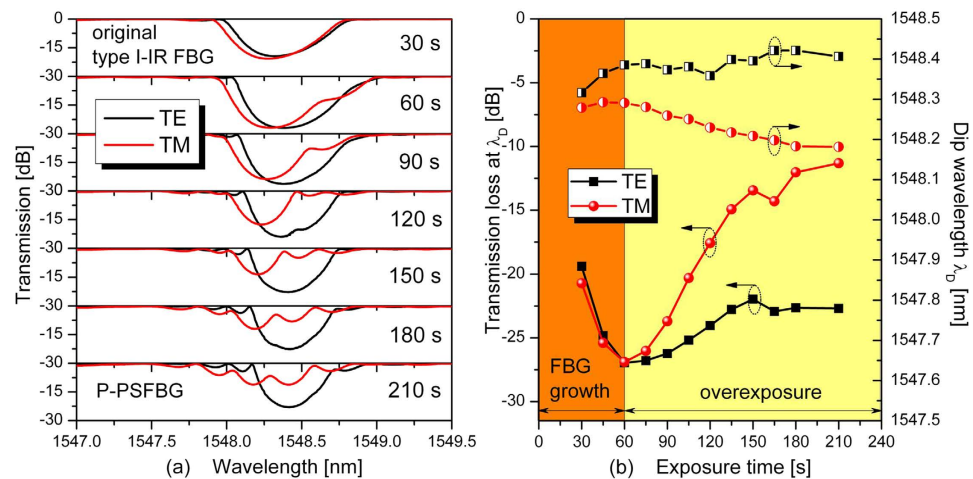 original
type I-IR FBG
30 s
60 s
TE
TM
90 s
120 s
150 s
180 s
P-PSFBG
210 s
Transmission [dB]
0
-15
-30
-15
-30
-15
-30
-15
-30
-15
-30
-15
-30
-15
-30
1547.0 1547.5 1548.0 1548.5 1549.0 1549.5
(a) Wavelength [nm]
Transmission loss at λD [dB]
0
-5
-10
-15
-20
-25
-30
TE
TM
FBG
growth
overexposure
1548.5
1548.4
1548.3
1548.2
1548.1
1548.0
1547.9
1547.8
1547.7
1547.6
1547.5
Dip wavelength λD [nm]
0 30 60 90 120 150 180 210 240
(b) Exposure time [s]